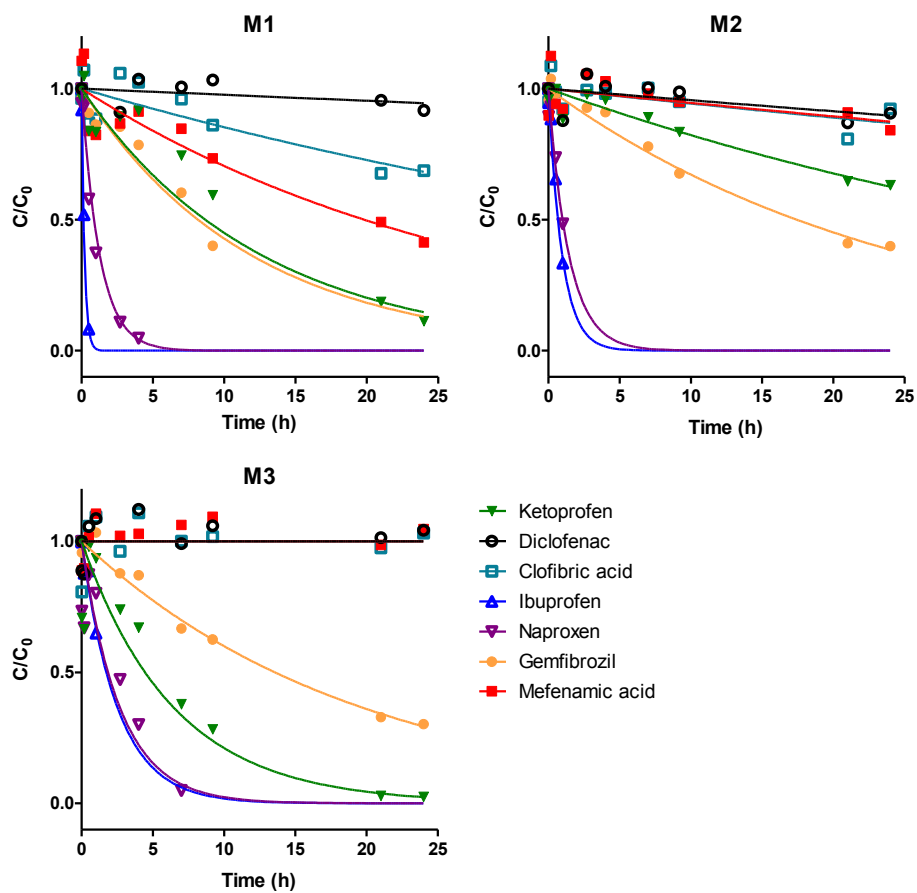 M1
C/C0
1.0
0.5
0.0
0 5 10 15 20 25
Time (h)
M2
1.0
0.5
0.0
0 5 10 15 20 25
Time (h)
M3
C/C0
1.0
0.5
0.0
0 5 10 15 20 25
Time (h)
Ketoprofen
Diclofenac
Clofibric acid
Ibuprofen
Naproxen
Gemfibrozil
Mefenamic acid